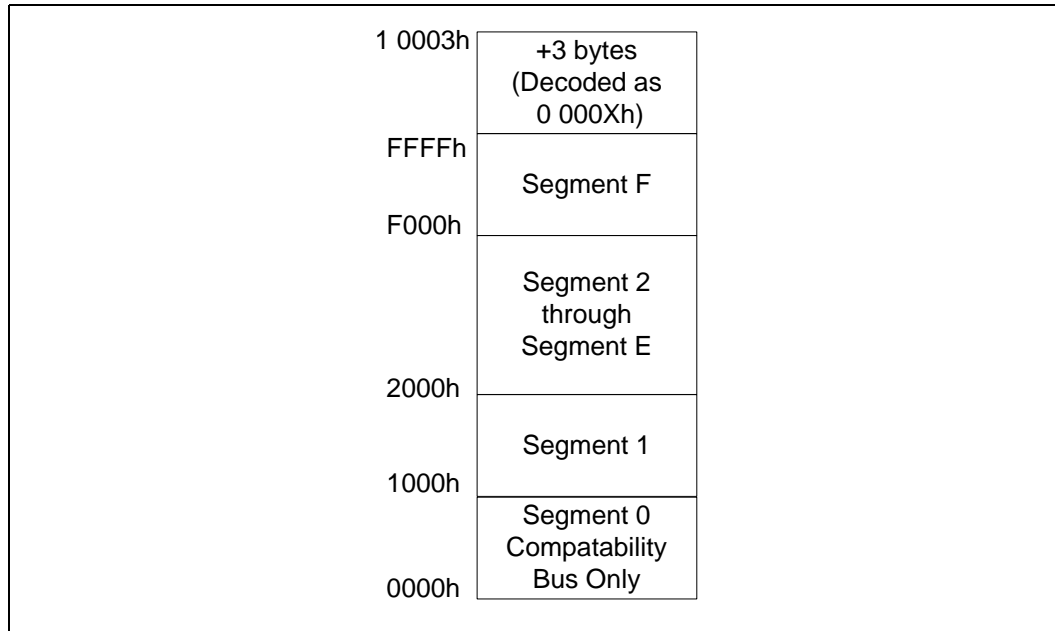 1 0003h
+3 bytes
(Decoded as
0 000Xh)
FFFFh
Segment F
F000h
Segment 2
through
Segment E
2000h
Segment 1
1000h
Segment 0
Compatability
Bus Only
0000h